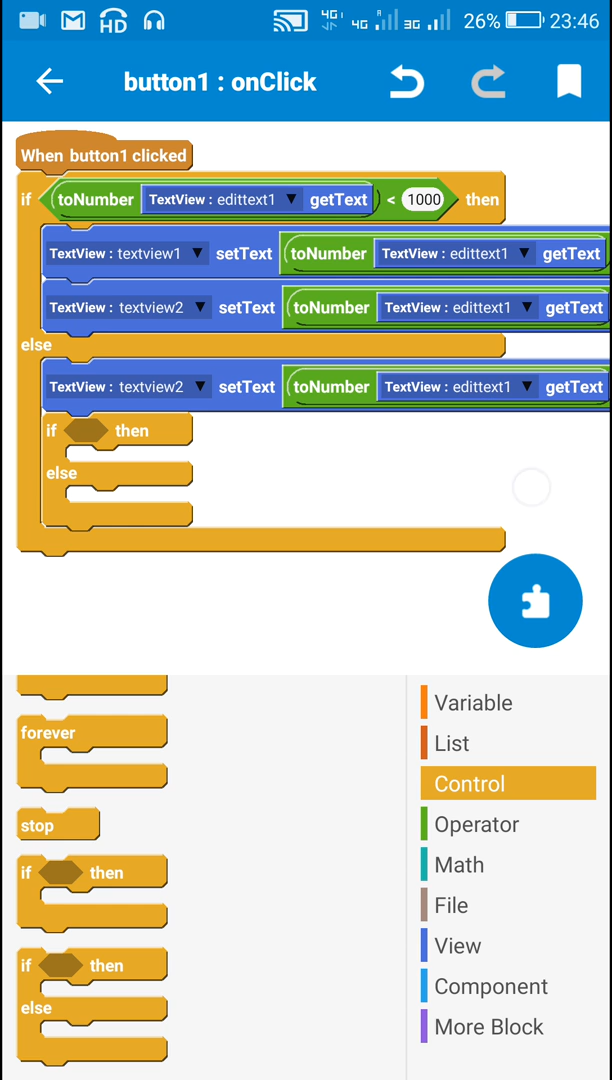 HD 4G 4G R 3G 26% 23:46
button1 : onClick
When button1 clicked
if toNumber TextView : edittext1 ▼ getText < 1000 then
TextView : textview1 ▼ setText toNumber TextView : edittext1 ▼ getText
TextView : textview2 ▼ setText toNumber TextView : edittext1 ▼ getText
else
TextView : textview2 ▼ setText toNumber TextView : edittext1 ▼ getText
if then
else
forever
stop
if then
if then
else
Variable
List
Control
Operator
Math
File
View
Component
More Block